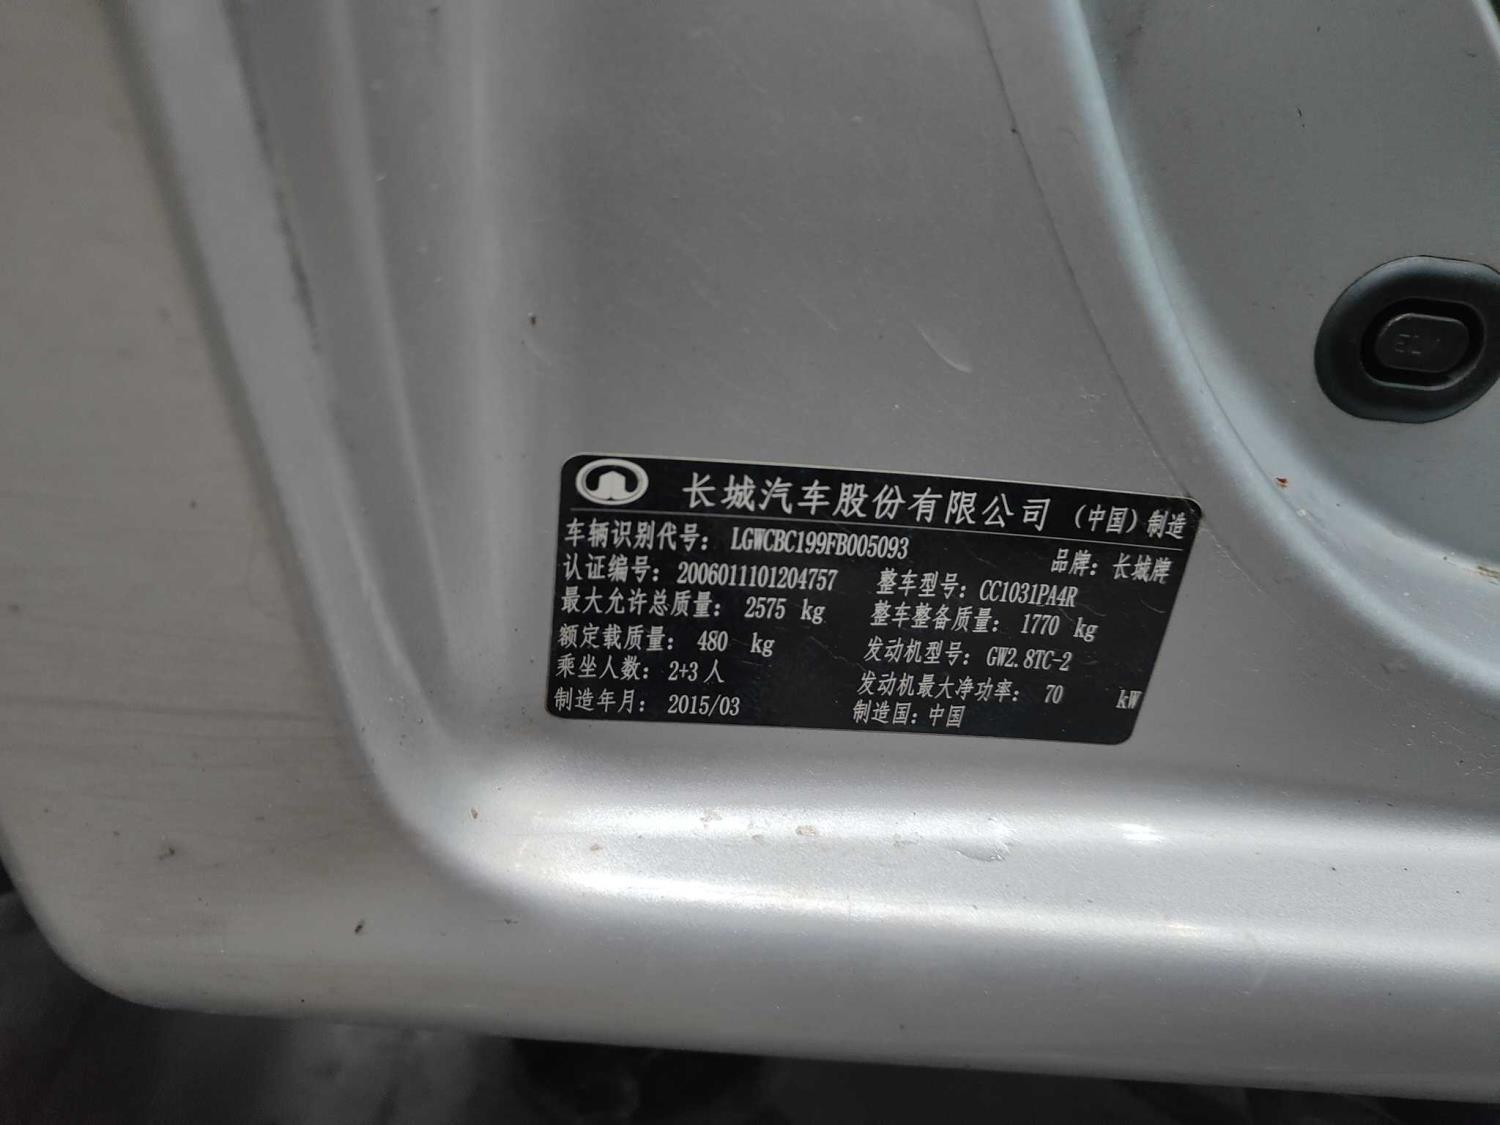 长城汽车股份有限公司 （中国）制造
车辆识别代号： LGWCBC199FB005093 品牌：长城牌
认证编号： 2006011101204757 整车型号： CC1031PA4R
最大允许总质量： 2575 kg 整车整备质量： 1770 kg
额定载质量： 480 kg 发动机型号： GW2.8TC-2
乘坐人数： 2+3 人 发动机最大净功率： 70 kW
制造年月： 2015/03 制造国：中国